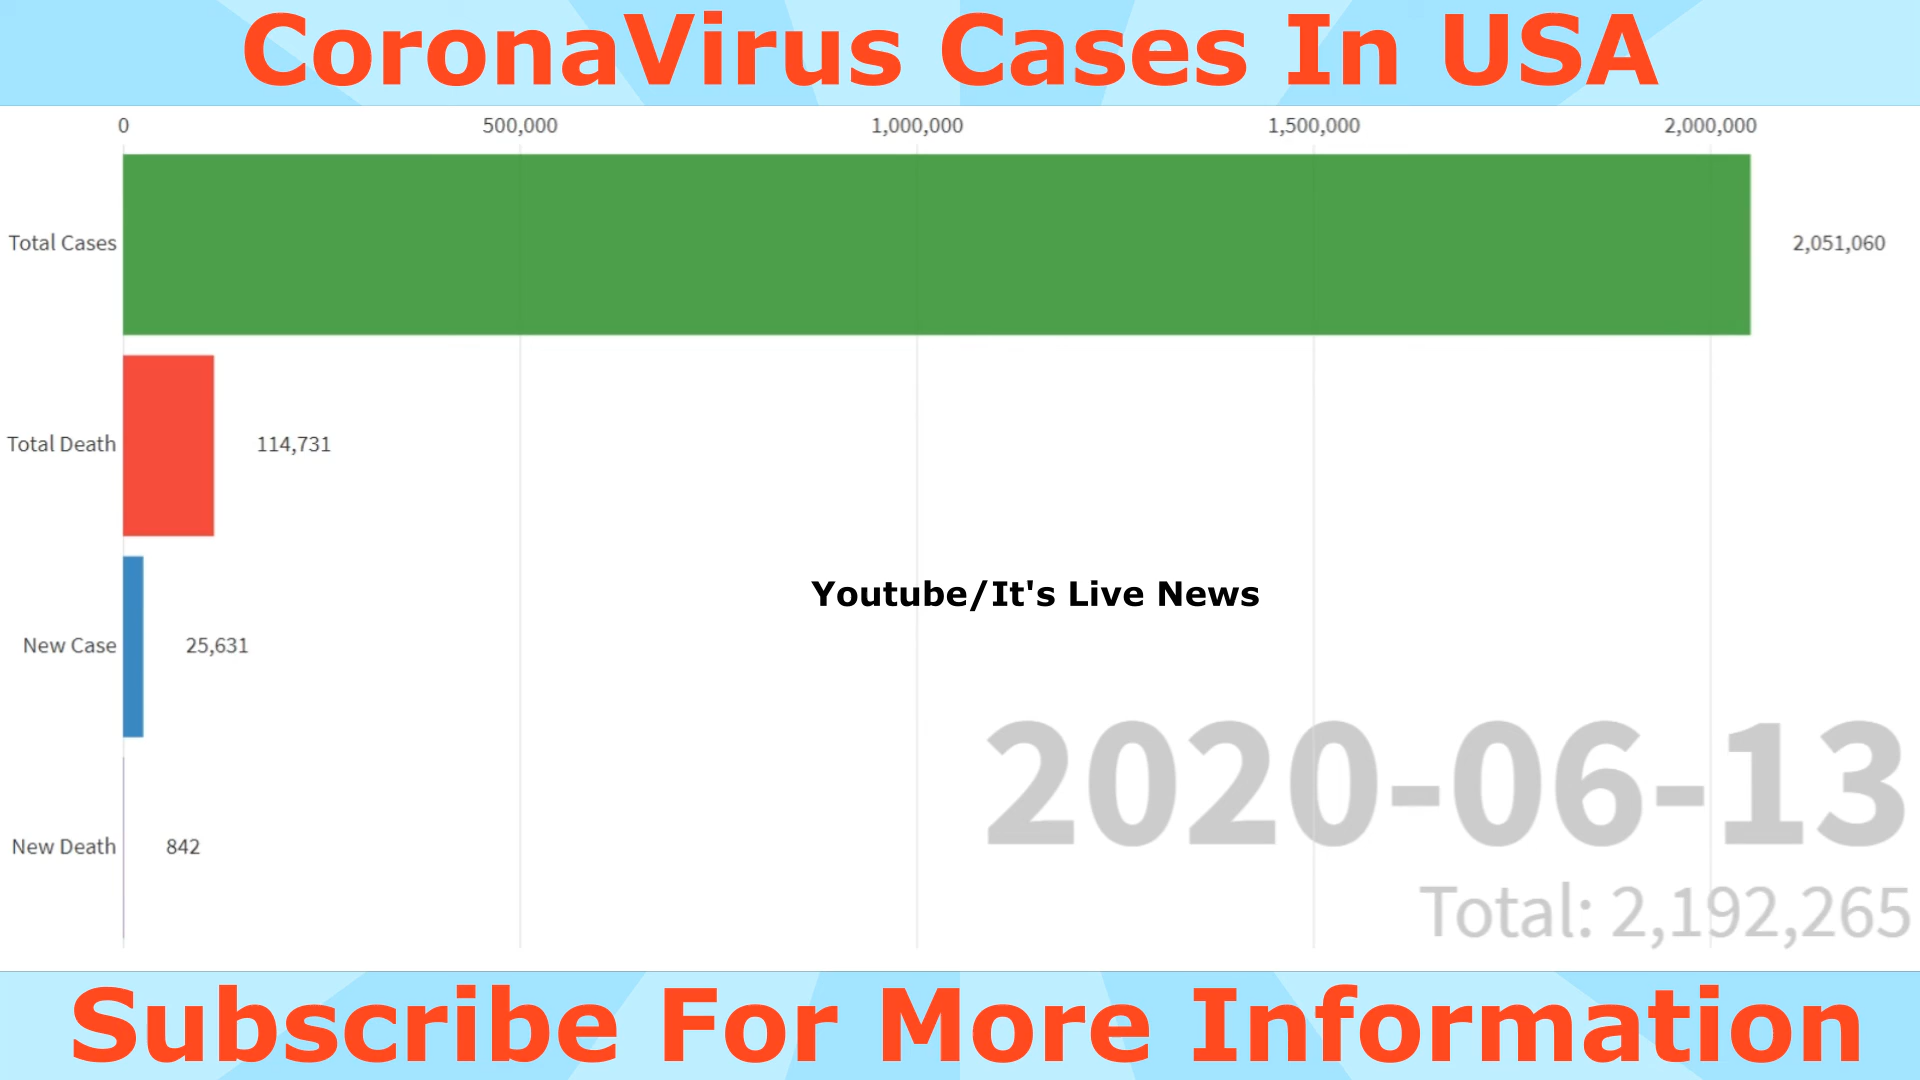 CoronaVirus Cases In USA
0 500,000 1,000,000 1,500,000 2,000,000
Total Cases 2,051,060
Total Death 114,731
Youtube/It's Live News
New Case 25,631
2020-06-13
New Death 842
Total: 2,192,265
Subscribe For More Information